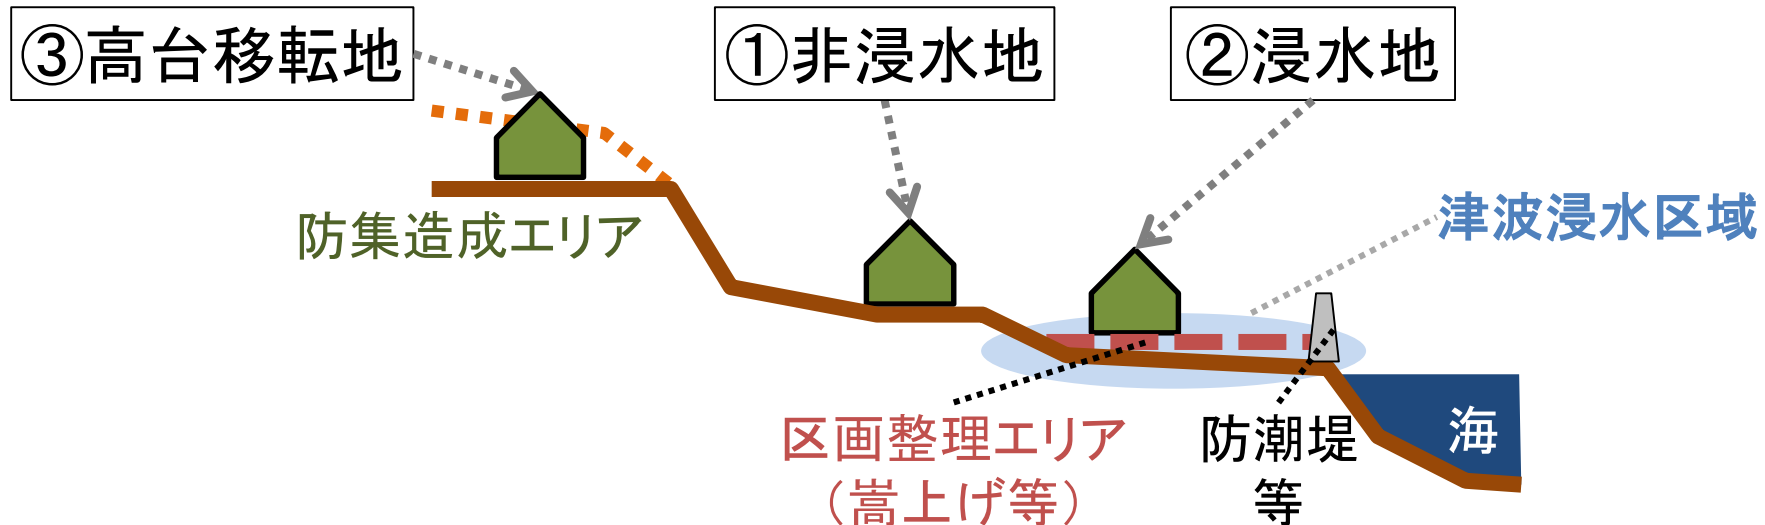 ③高台移転地
①非浸水地
②浸水地
津波浸水区域
防集造成エリア
区画整理エリア
（嵩上げ等）
防潮堤
等
海